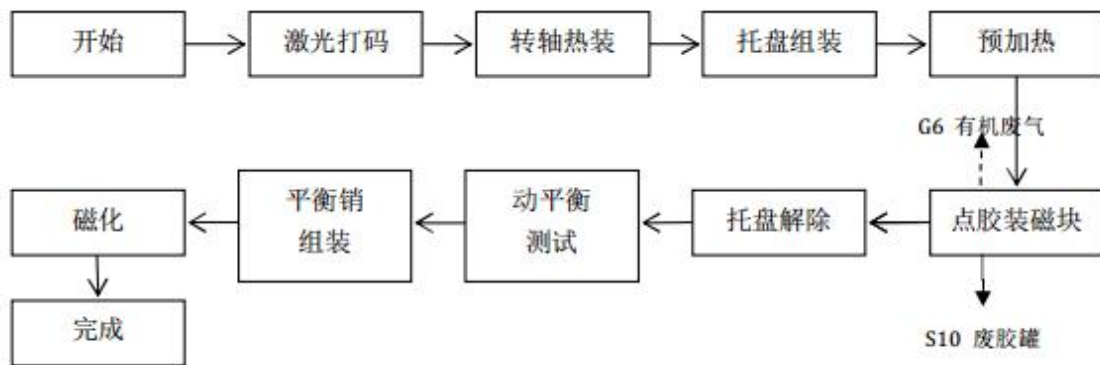 开始
激光打码
转轴热装
托盘组装
预加热
G6 有机废气
磁化
平衡销
组装
动平衡
测试
托盘解除
点胶装磁块
完成
S10 废胶罐